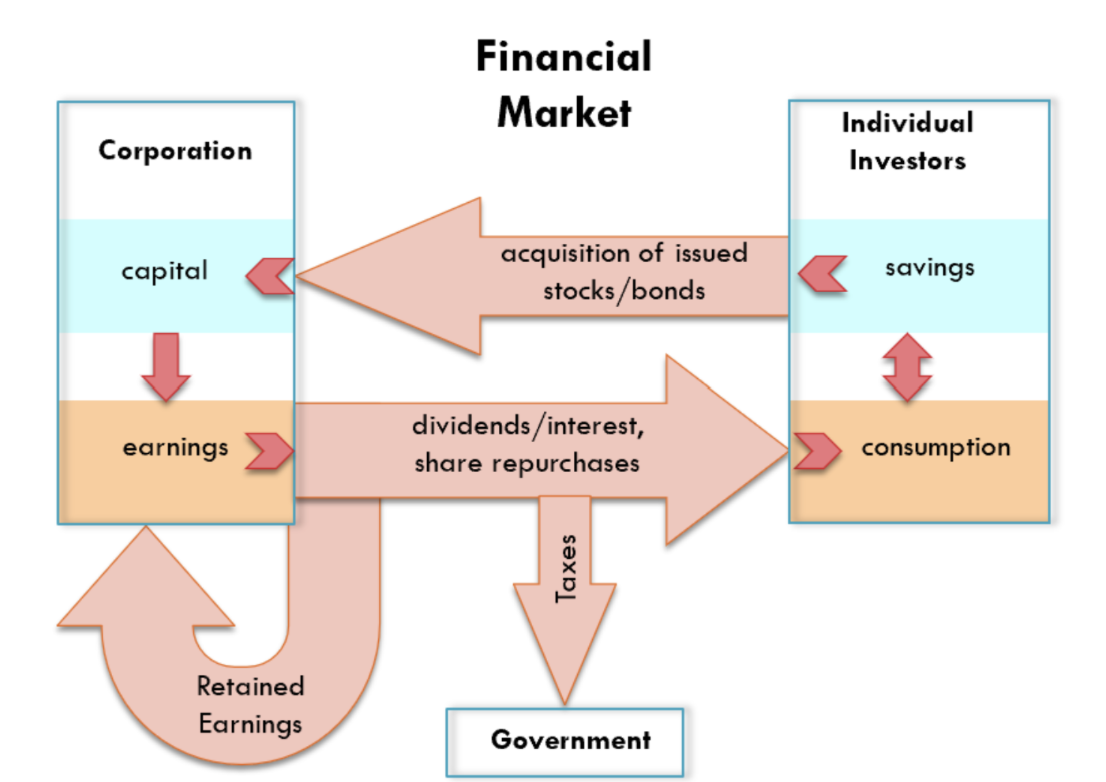 Financial
Market
Corporation
Individual
Investors
capital
acquisition of issued
stocks/bonds
savings
earnings
dividends/interest,
share repurchases
consumption
Taxes
Retained
Earnings
Government